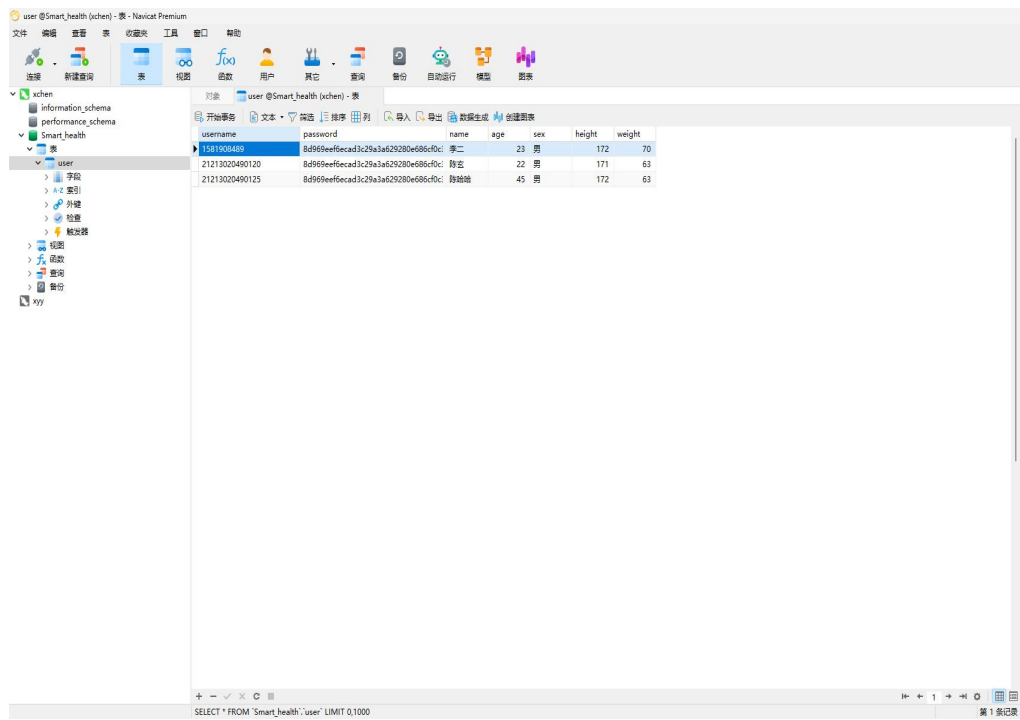 user @Smart_health (xchen) - 表 - Navicat Premium
文件 编辑 查看 表 收藏夹 工具 窗口 帮助
连接 新建查询 表 视图 函数 用户 其它 查询 备份 自动运行 模型 图表
f(x)
xchen
information_schema
performance_schema
Smart_health
表
user
字段
A-Z 索引
外键
检查
触发器
视图
fx 函数
查询
备份
xyy
对象 user @Smart_health (xchen) - 表
开始事务 文本 筛选 排序 列 导入 导出 数据生成 创建图表
username password name age sex height weight
1581908489 8d969eef6ecad3c29a3a629280e686cf0c 李二 23 男 172 70
21213020490120 8d969eef6ecad3c29a3a629280e686cf0c 陈玄 22 男 171 63
21213020490125 8d969eef6ecad3c29a3a629280e686cf0c 陈哈哈 45 男 172 63
1
SELECT * FROM `Smart_health`.`user` LIMIT 0,1000
第 1 条记录